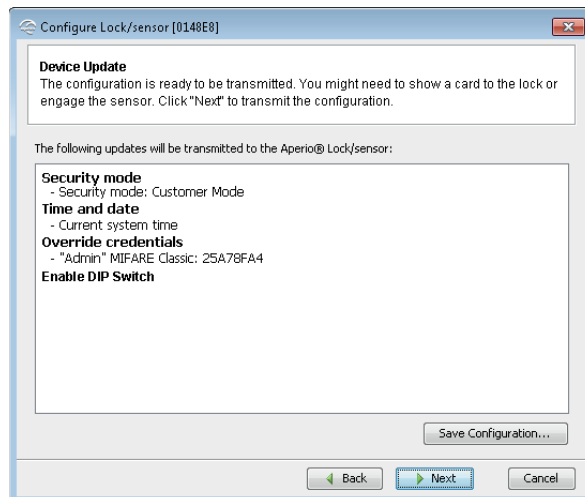 Configure Lock/sensor [0148E8]
Device Update
The configuration is ready to be transmitted. You might need to show a card to the lock or
engage the sensor. Click "Next" to transmit the configuration.
The following updates will be transmitted to the Aperio® Lock/sensor:
Security mode
- Security mode: Customer Mode
Time and date
- Current system time
Override credentials
- "Admin" MIFARE Classic: 25A78FA4
Enable DIP Switch
Save Configuration...
Back
Next
Cancel